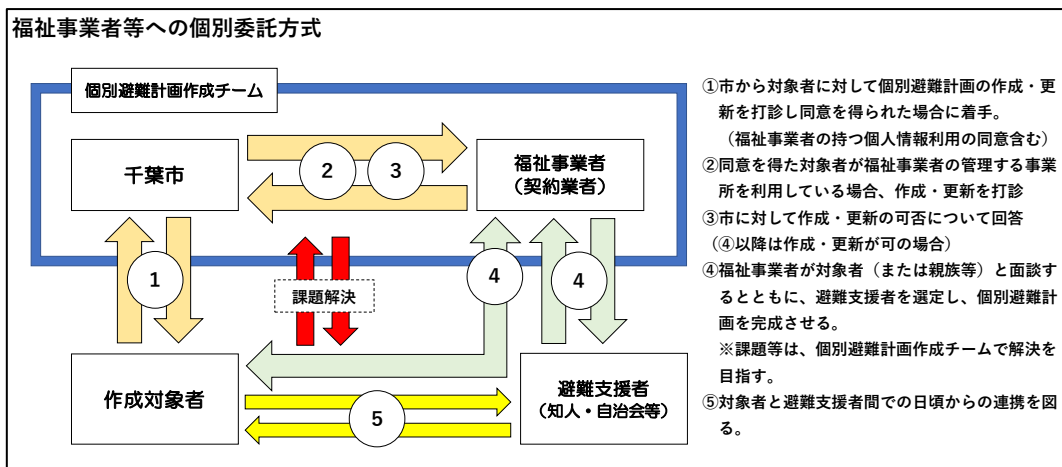 福祉事業者等への個別委託方式
個別避難計画作成チーム
千葉市
2
3
福祉事業者
（契約業者）
1
課題解決
4
4
作成対象者
5
避難支援者
（知人・自治会等）
①市から対象者に対して個別避難計画の作成・更
新を打診し同意を得られた場合に着手。
（福祉事業者の持つ個人情報利用の同意含む）
②同意を得た対象者が福祉事業者の管理する事業
所を利用している場合、作成・更新を打診
③市に対して作成・更新の可否について回答
（④以降は作成・更新が可の場合）
④福祉事業者が対象者（または親族等）と面談す
るとともに、避難支援者を選定し、個別避難計
画を完成させる。
※課題等は、個別避難計画作成チームで解決を
目指す。
⑤対象者と避難支援者間での日頃からの連携を図
る。